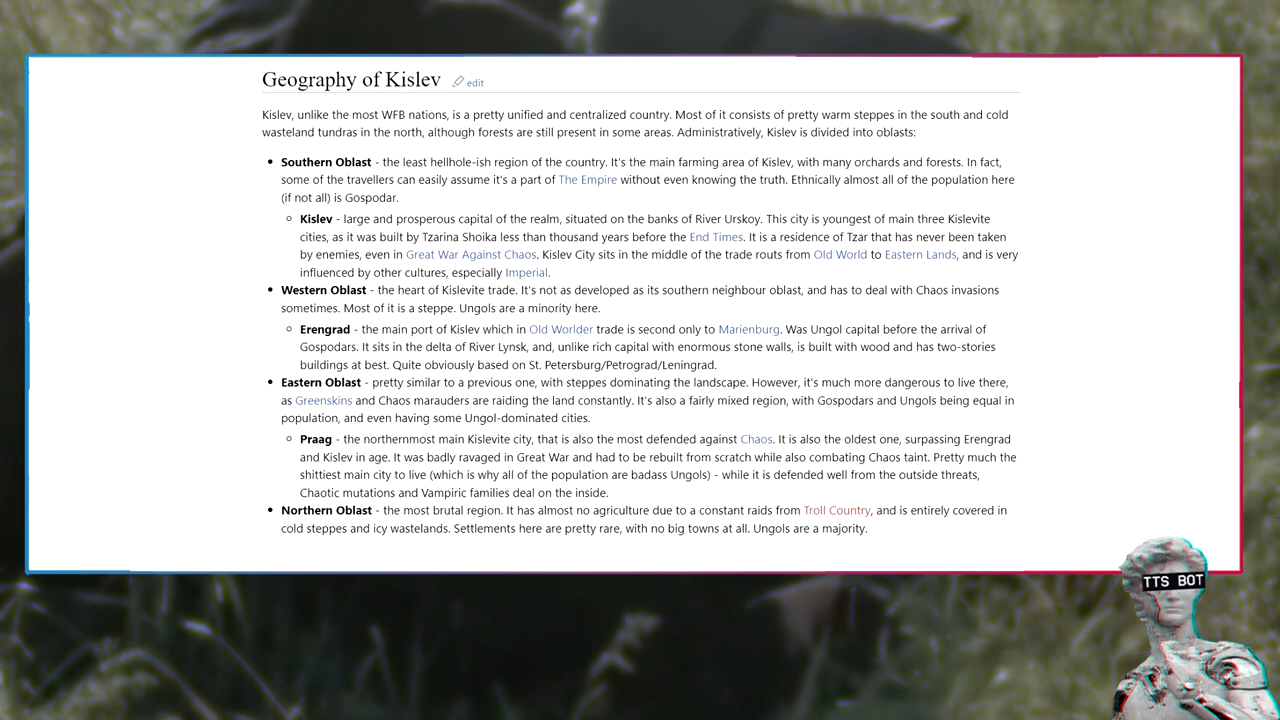 Geography of Kislev edit
Kislev, unlike the most WFB nations, is a pretty unified and centralized country. Most of it consists of pretty warm steppes in the south and cold
wasteland tundras in the north, although forests are still present in some areas. Administratively, Kislev is divided into oblasts:
Southern Oblast - the least hellhole-ish region of the country. It's the main farming area of Kislev, with many orchards and forests. In fact,
some of the travellers can easily assume it's a part of The Empire without even knowing the truth. Ethnically almost all of the population here
(if not all) is Gospodar.
Kislev - large and prosperous capital of the realm, situated on the banks of River Urskoy. This city is youngest of main three Kislevite
cities, as it was built by Tzarina Shoika less than thousand years before the End Times. It is a residence of Tzar that has never been taken
by enemies, even in Great War Against Chaos. Kislev City sits in the middle of the trade routs from Old World to Eastern Lands, and is very
influenced by other cultures, especially Imperial.
Western Oblast - the heart of Kislevite trade. It's not as developed as its southern neighbour oblast, and has to deal with Chaos invasions
sometimes. Most of it is a steppe. Ungols are a minority here.
Erengrad - the main port of Kislev which in Old Worlder trade is second only to Marienburg. Was Ungol capital before the arrival of
Gospodars. It sits in the delta of River Lynsk, and, unlike rich capital with enormous stone walls, is built with wood and has two-stories
buildings at best. Quite obviously based on St. Petersburg/Petrograd/Leningrad.
Eastern Oblast - pretty similar to a previous one, with steppes dominating the landscape. However, it's much more dangerous to live there,
as Greenskins and Chaos marauders are raiding the land constantly. It's also a fairly mixed region, with Gospodars and Ungols being equal in
population, and even having some Ungol-dominated cities.
Praag - the northernmost main Kislevite city, that is also the most defended against Chaos. It is also the oldest one, surpassing Erengrad
and Kislev in age. It was badly ravaged in Great War and had to be rebuilt from scratch while also combating Chaos taint. Pretty much the
shittiest main city to live (which is why all of the population are badass Ungols) - while it is defended well from the outside threats,
Chaotic mutations and Vampiric families deal on the inside.
Northern Oblast - the most brutal region. It has almost no agriculture due to a constant raids from Troll Country, and is entirely covered in
cold steppes and icy wastelands. Settlements here are pretty rare, with no big towns at all. Ungols are a majority.
TTS BOT